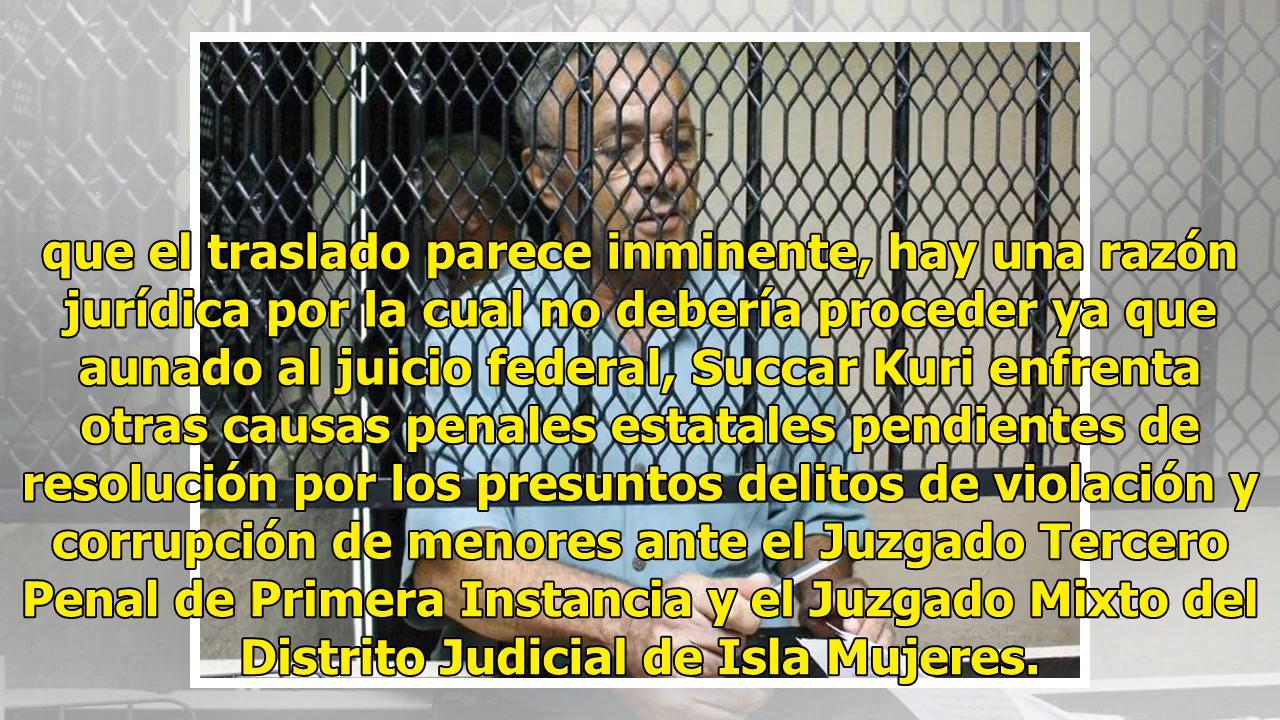 que el traslado parece inminente, hay una razón
jurídica por la cual no debería proceder ya que
aunado al juicio federal, Succar Kuri enfrenta
otras causas penales estatales pendientes de
resolución por los presuntos delitos de violación y
corrupción de menores ante el Juzgado Tercero
Penal de Primera Instancia y el Juzgado Mixto del
Distrito Judicial de Isla Mujeres.